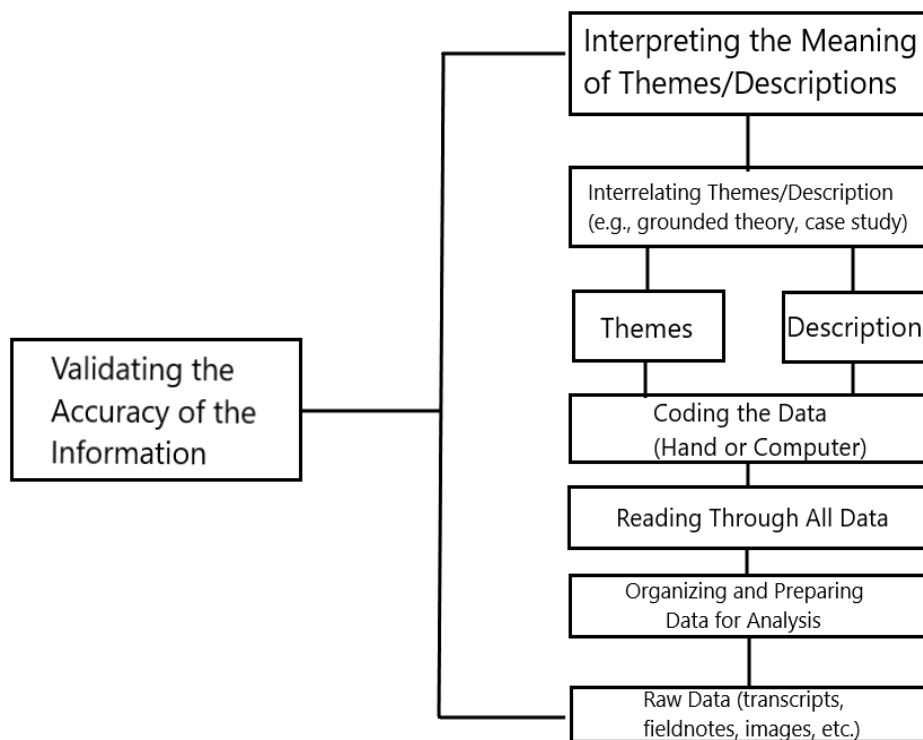 Interpreting the Meaning
of Themes/Descriptions
Interrelating Themes/Description
(e.g., grounded theory, case study)
Themes
Description
Validating the
Accuracy of the
Information
Coding the Data
(Hand or Computer)
Reading Through All Data
Organizing and Preparing
Data for Analysis
Raw Data (transcripts,
fieldnotes, images, etc.)